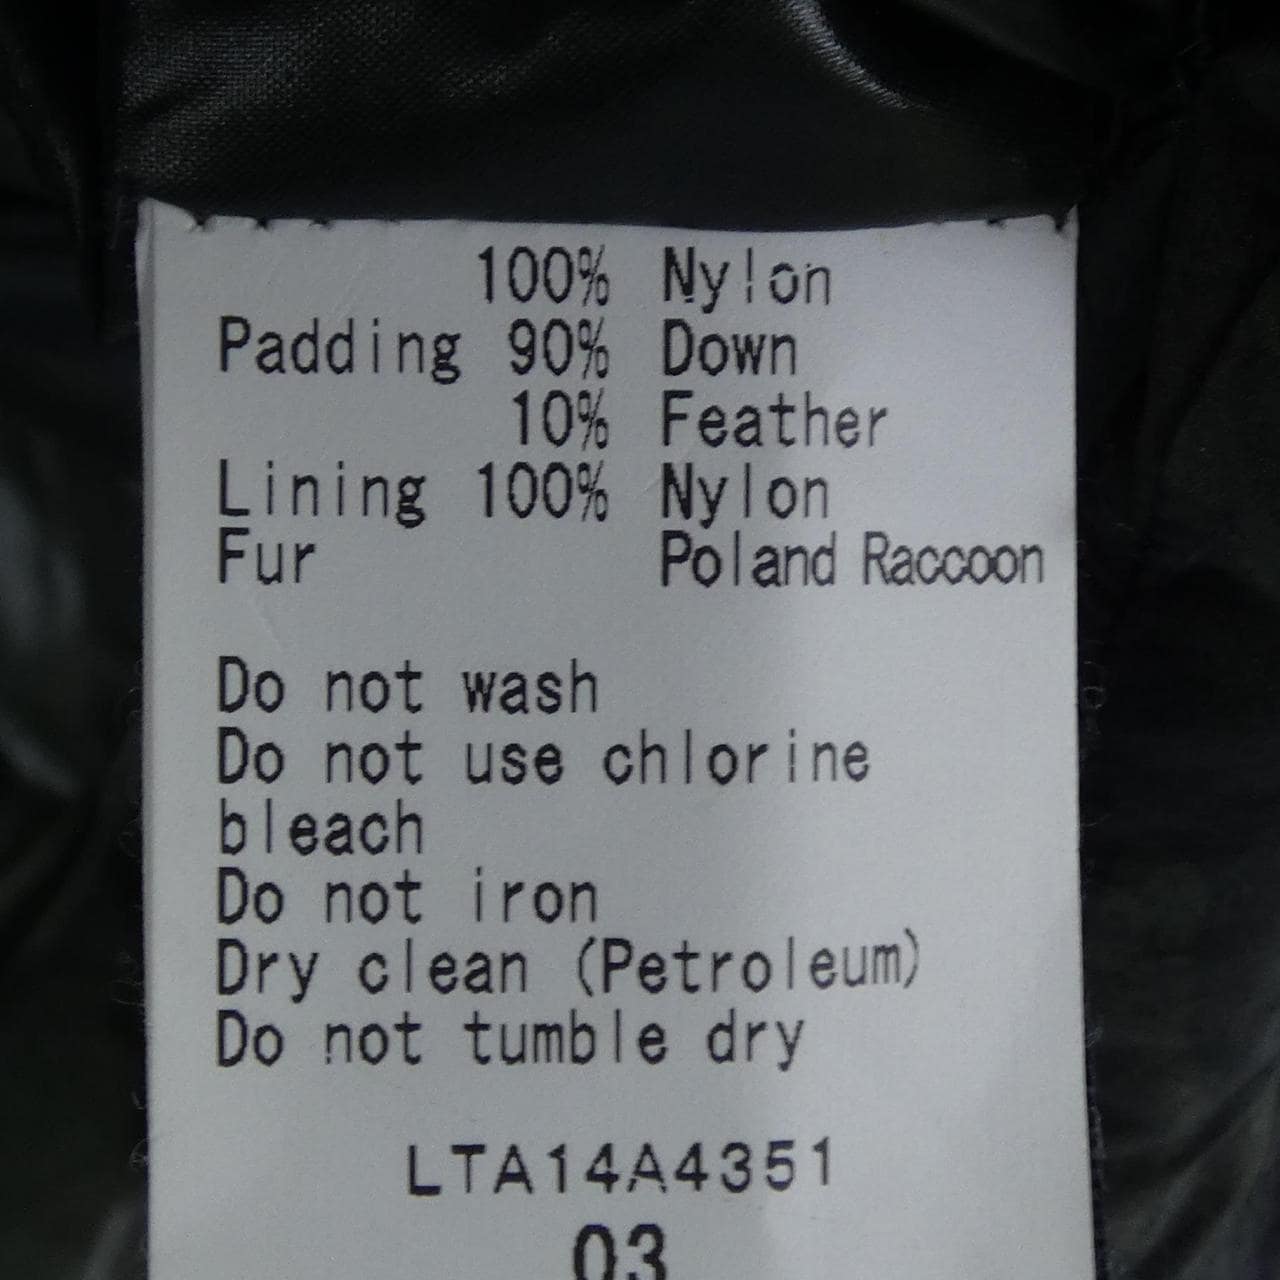 100% Nylon
Padding 90% Down
10% Feather
Lining 100% Nylon
Fur Poland Raccoon
Do not wash
Do not use chlorine
bleach
Do not iron
Dry clean (Petroleum)
Do not tumble dry
LTA14A4351
03